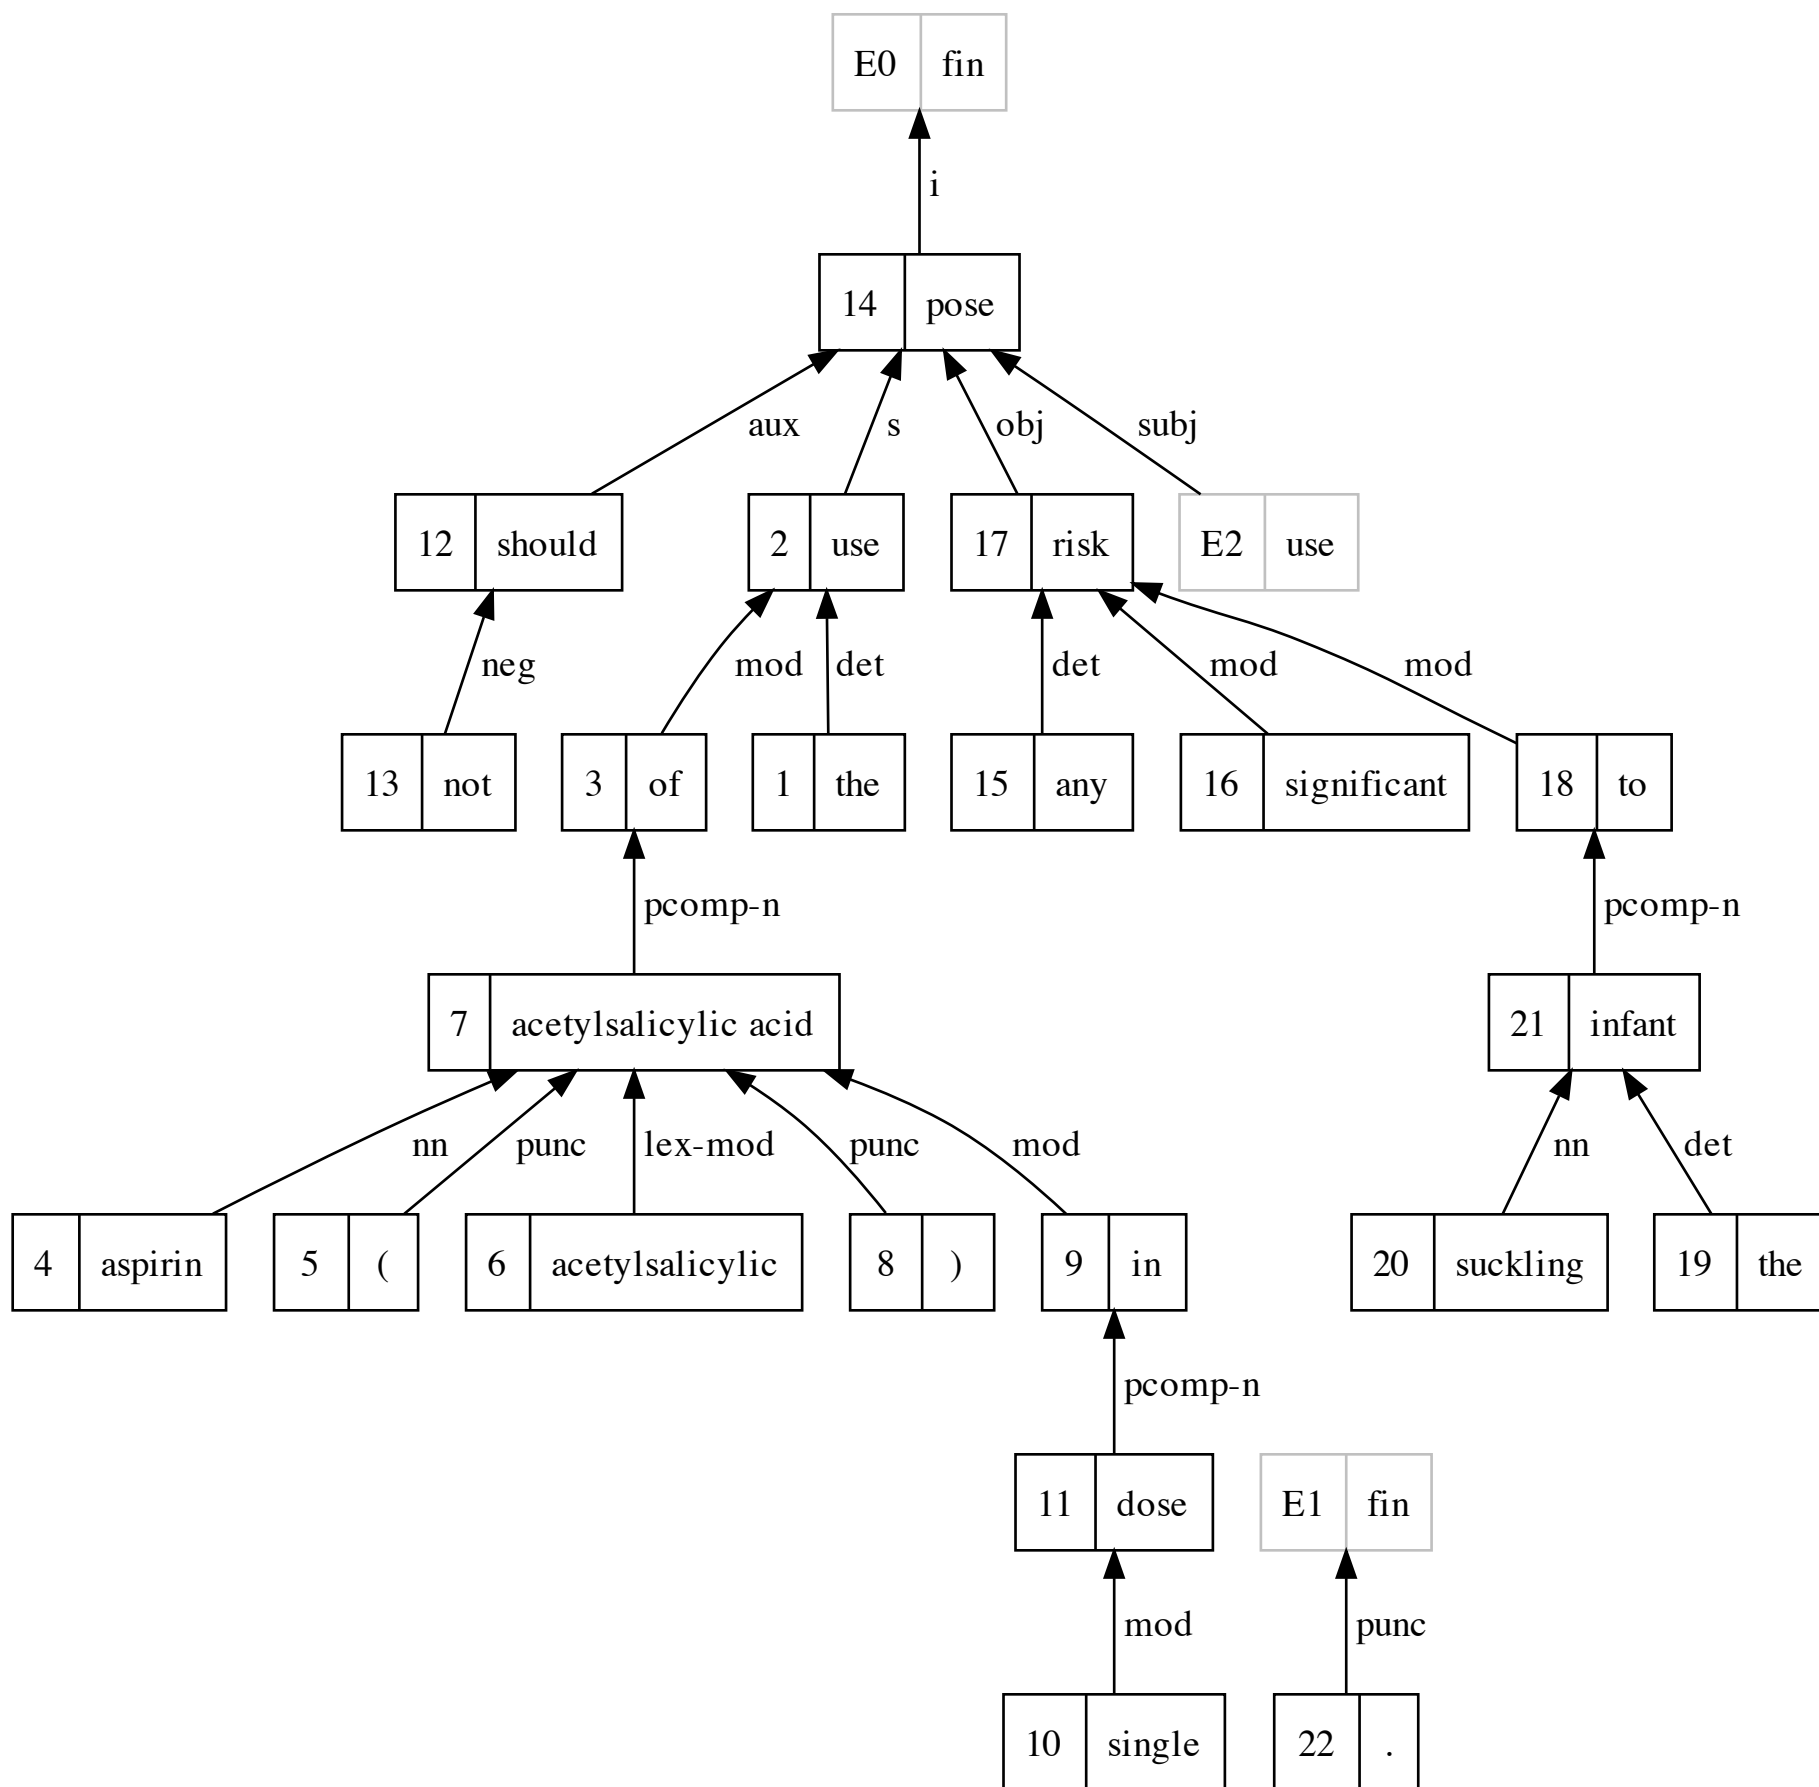 E0 fin
i
14 pose
aux s obj subj
12 should 2 use 17 risk E2 use
neg mod det det mod mod
13 not 3 of 1 the 15 any 16 significant 18 to
pcomp-n pcomp-n
7 acetylsalicylic acid 21 infant
nn punc lex-mod punc mod nn det
4 aspirin 5 ( 6 acetylsalicylic 8 ) 9 in 20 suckling 19 the
pcomp-n
11 dose E1 fin
mod punc
10 single 22 .